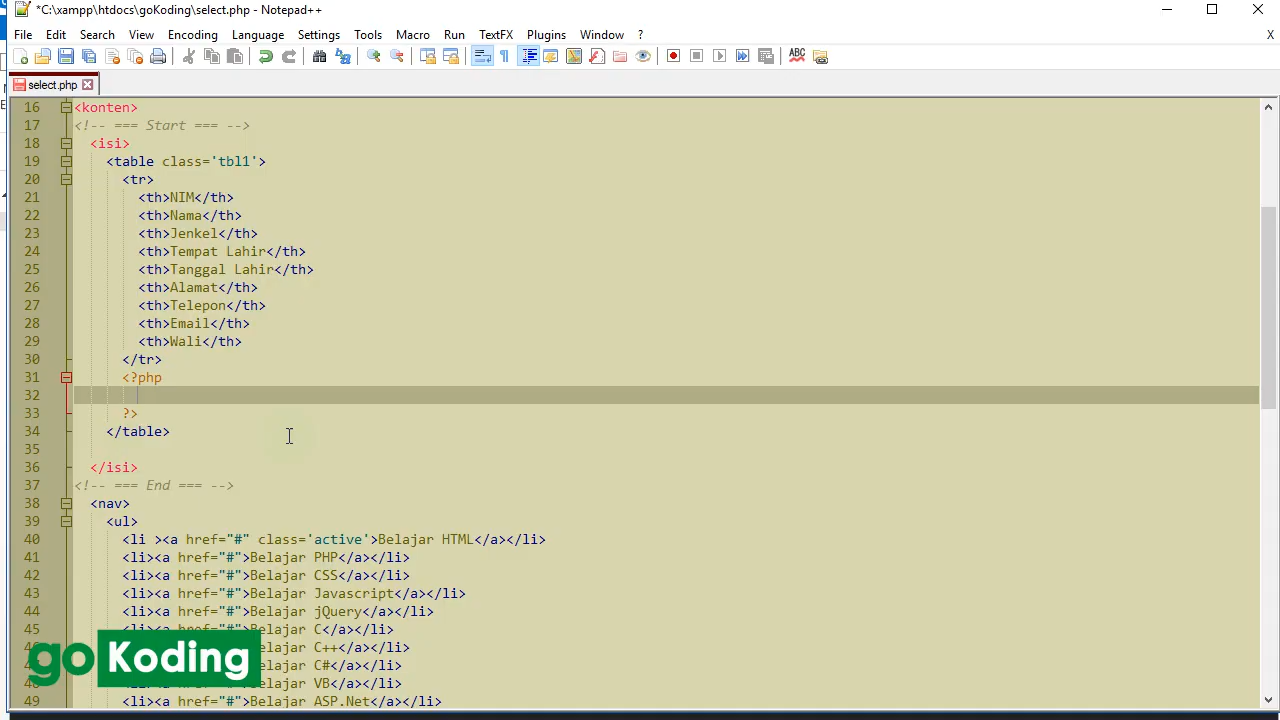 *C:\xampp\htdocs\goKoding\select.php - Notepad++
File Edit Search View Encoding Language Settings Tools Macro Run TextFX Plugins Window ? X
ABC
select.php
16 <konten>
17 <!-- === Start === -->
18 <isi>
19 <table class='tbl1'>
20 <tr>
21 <th>NIM</th>
22 <th>Nama</th>
23 <th>Jenkel</th>
24 <th>Tempat Lahir</th>
25 <th>Tanggal Lahir</th>
26 <th>Alamat</th>
27 <th>Telepon</th>
28 <th>Email</th>
29 <th>Wali</th>
30 </tr>
31 <?php
32
33 ?>
34 </table>
35
36 </isi>
37 <!-- === End === -->
38 <nav>
39 <ul>
40 <li ><a href="#" class='active'>Belajar HTML</a></li>
41 <li><a href="#">Belajar PHP</a></li>
42 <li><a href="#">Belajar CSS</a></li>
43 <li><a href="#">Belajar Javascript</a></li>
44 <li><a href="#">Belajar jQuery</a></li>
45 <li><a href="#">Belajar C</a></li>
Belajar C++</a></li>
Belajar C#</a></li>
Belajar VB</a></li>
49 <li><a href="#">Belajar ASP.Net</a></li>
go Koding